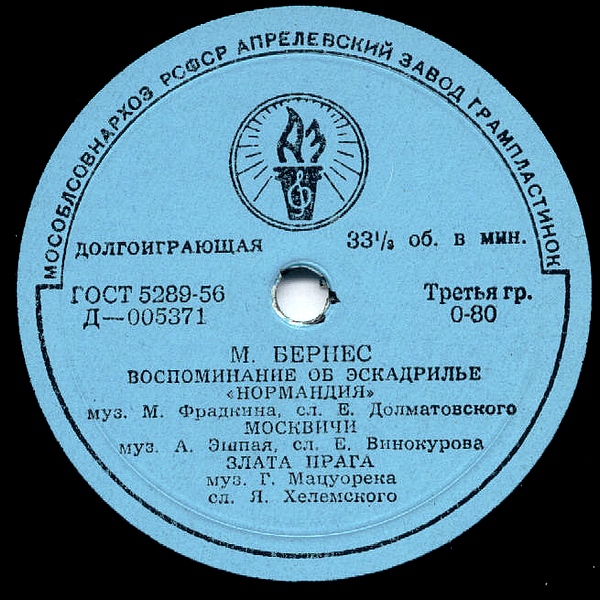 МОСОБЛСОВНАРХОЗ РСФСР АПРЕЛЕВСКИЙ ЗАВОД ГРАМПЛАСТИНОК
АЗ
ДОЛГОИГРАЮЩАЯ 33⅓ об. в мин.
ГОСТ 5289-56 Третья гр.
Д—005371 0-80
М. БЕРНЕС
ВОСПОМИНАНИЕ ОБ ЭСКАДРИЛЬЕ
«НОРМАНДИЯ»
муз. М. Фрадкина, сл. Е. Долматовского
МОСКВИЧИ
муз. А. Эшпая, сл. Е. Винокурова
ЗЛАТА ПРАГА
муз. Г. Мацуорека
сл. Я. Хелемского